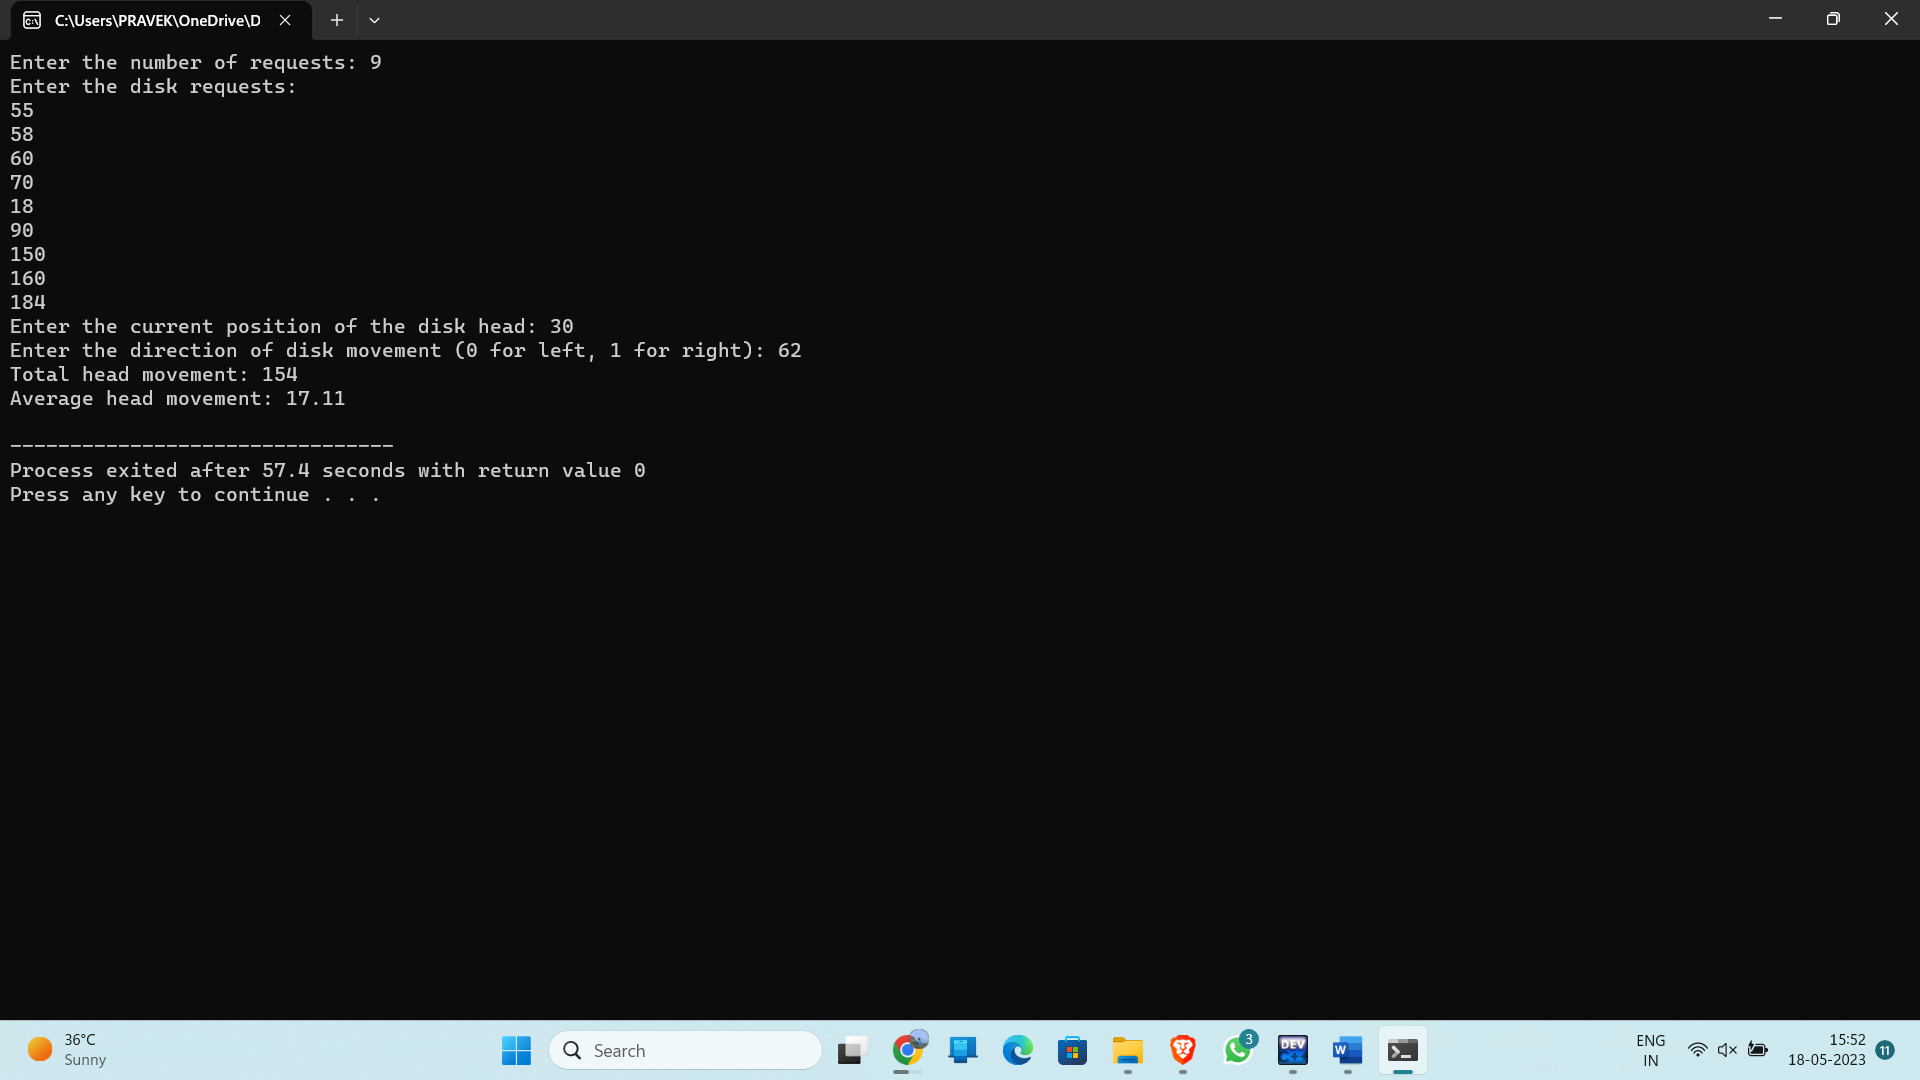 C:\Users\PRAVEK\OneDrive\D
Enter the number of requests: 9
Enter the disk requests:
55
58
60
70
18
90
150
160
184
Enter the current position of the disk head: 30
Enter the direction of disk movement (0 for left, 1 for right): 62
Total head movement: 154
Average head movement: 17.11
--------------------------------
Process exited after 57.4 seconds with return value 0
Press any key to continue . . .
36°C
Sunny
Search
3
DEV
C++
W
ENG
IN
15:52
18-05-2023
11